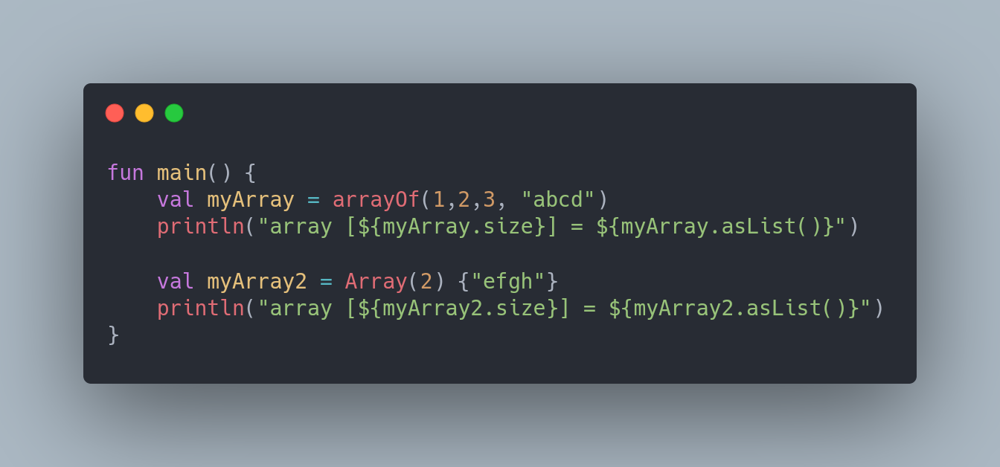 fun main() {
    val myArray = arrayOf(1,2,3, "abcd")
    println("array [${myArray.size}] = ${myArray.asList()}")

    val myArray2 = Array(2) {"efgh"}
    println("array [${myArray2.size}] = ${myArray2.asList()}")
}